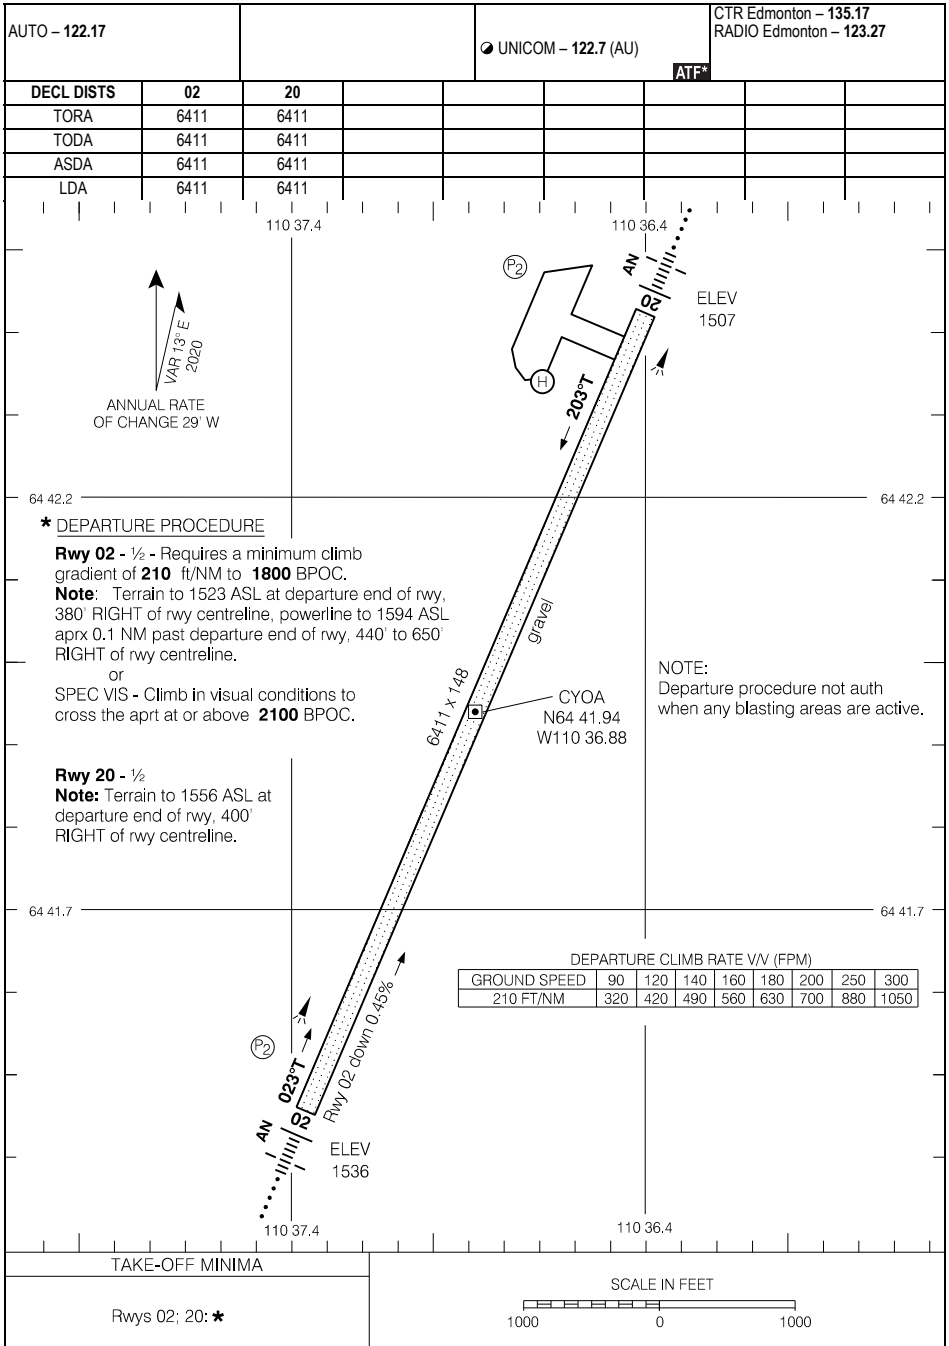 AUTO – 122.17
UNICOM – 122.7 (AU)
ATF*
CTR Edmonton – 135.17
RADIO Edmonton – 123.27
DECL DISTS 02 20
TORA 6411 6411
TODA 6411 6411
ASDA 6411 6411
LDA 6411 6411
110 37.4 110 36.4
P2
AN
20
ELEV
1507
VAR 13° E
2020
ANNUAL RATE
OF CHANGE 29' W
H
203°T
64 42.2 64 42.2
* DEPARTURE PROCEDURE
Rwy 02 - ½ - Requires a minimum climb
gradient of 210 ft/NM to 1800 BPOC.
Note: Terrain to 1523 ASL at departure end of rwy,
380' RIGHT of rwy centreline, powerline to 1594 ASL
aprx 0.1 NM past departure end of rwy, 440' to 650'
RIGHT of rwy centreline.
or
SPEC VIS - Climb in visual conditions to
cross the aprt at or above 2100 BPOC.
Rwy 20 - ½
Note: Terrain to 1556 ASL at
departure end of rwy, 400'
RIGHT of rwy centreline.
gravel
6411 x 148
CYOA
N64 41.94
W110 36.88
NOTE:
Departure procedure not auth
when any blasting areas are active.
64 41.7 64 41.7
DEPARTURE CLIMB RATE V/V (FPM)
GROUND SPEED 90 120 140 160 180 200 250 300
210 FT/NM 320 420 490 560 630 700 880 1050
Rwy 02 down 0.45%
P2
023°T
02
AN
ELEV
1536
110 37.4 110 36.4
TAKE-OFF MINIMA
Rwys 02; 20: *
SCALE IN FEET
1000 0 1000